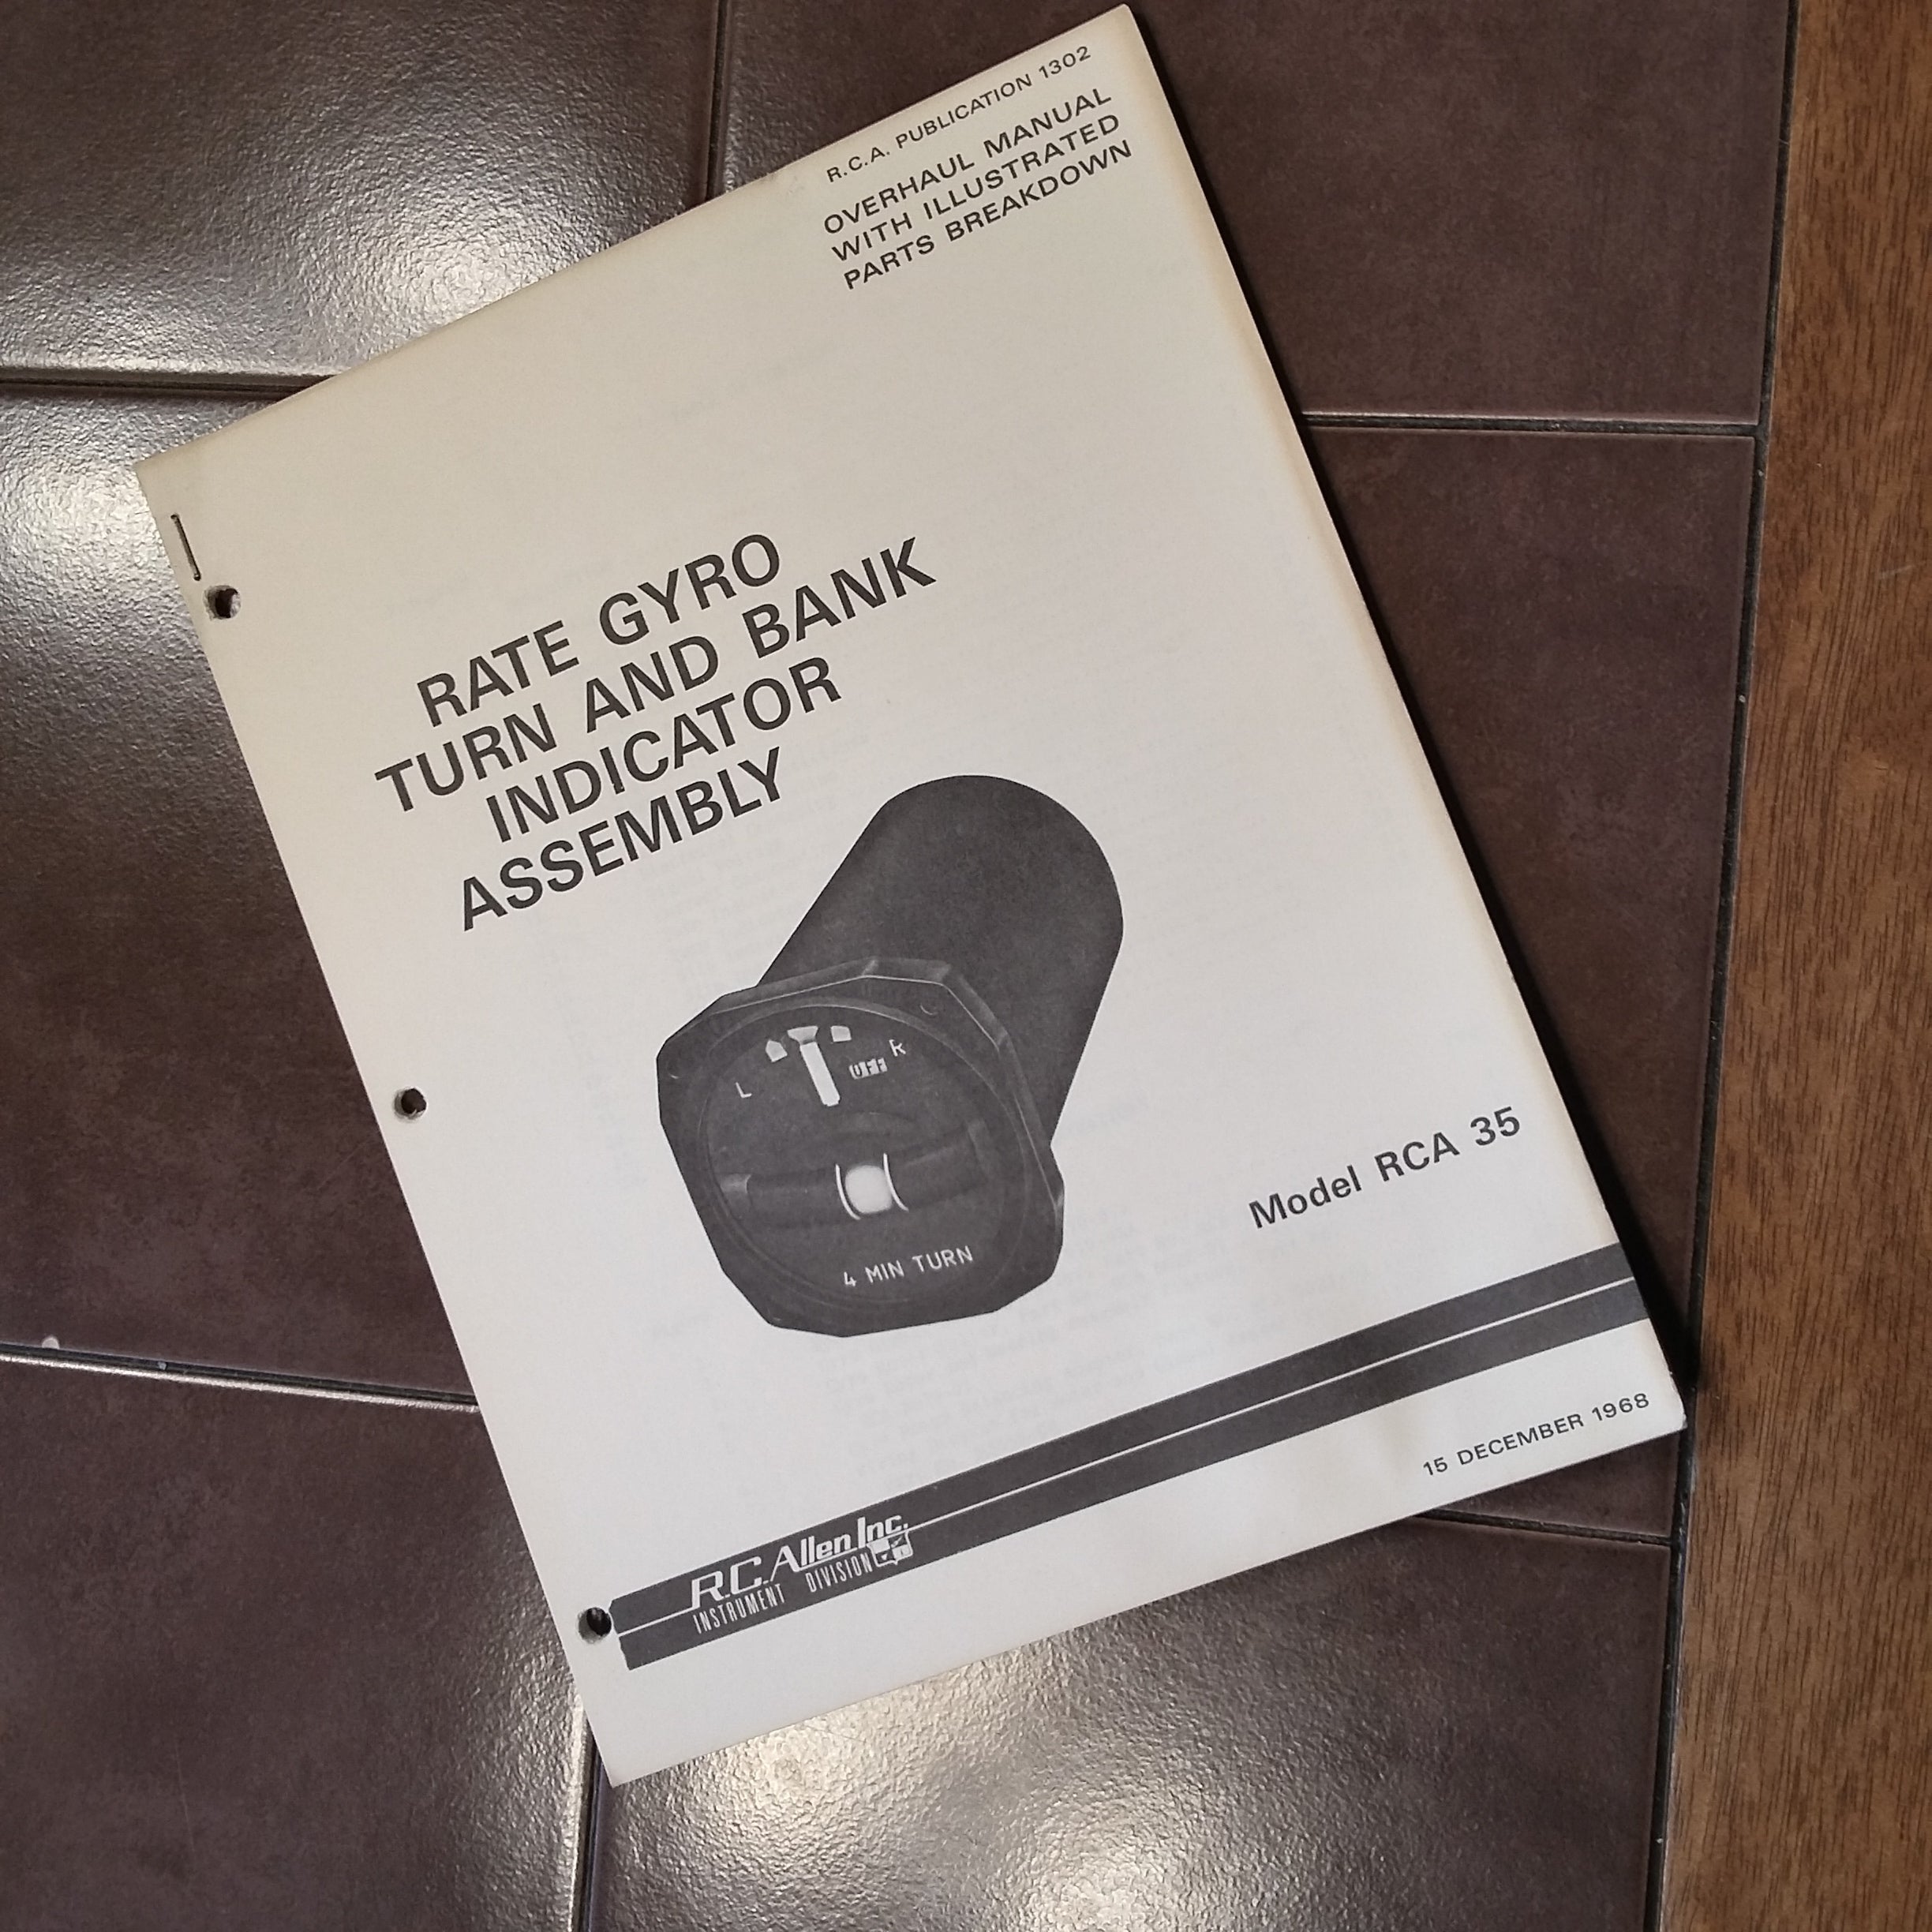 R.C.A. PUBLICATION 1302
OVERHAUL MANUAL
WITH ILLUSTRATED
PARTS BREAKDOWN
RATE GYRO
TURN AND BANK
INDICATOR
ASSEMBLY
L
OFF
R
4 MIN TURN
Model RCA 35
R.C. Allen Inc.
INSTRUMENT DIVISION
15 DECEMBER 1968